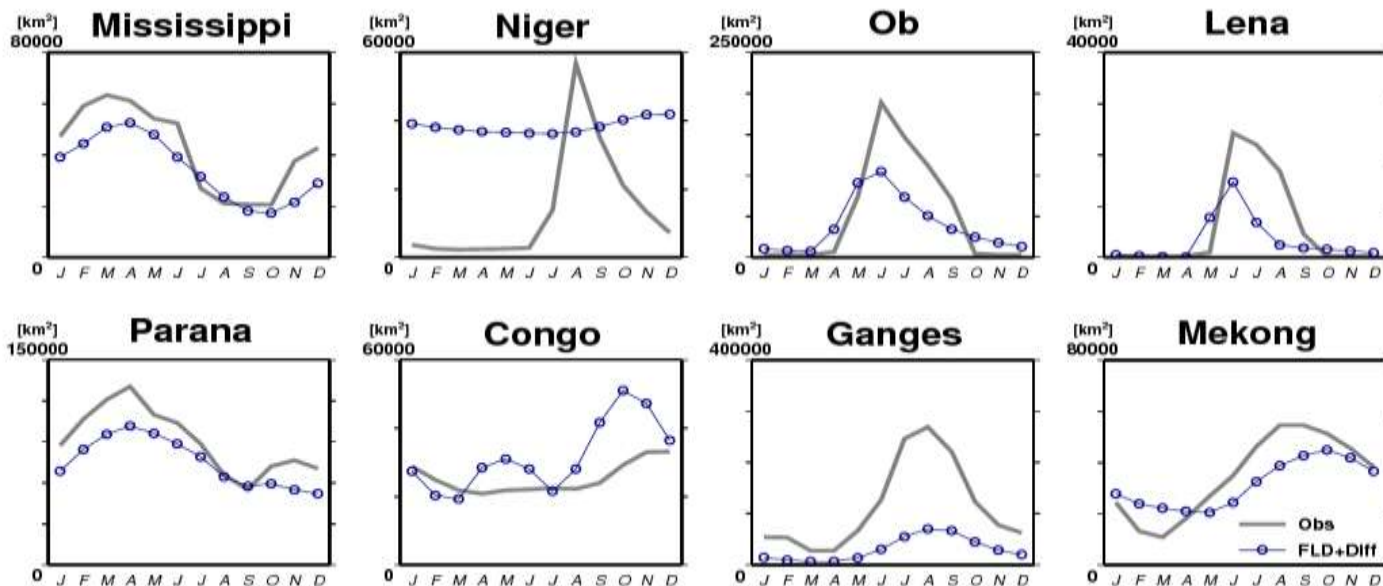 [km²] Mississippi
80000
0
J F M A M J J A S O N D
[km²] Niger
60000
0
J F M A M J J A S O N D
[km²] Ob
250000
0
J F M A M J J A S O N D
[km²] Lena
40000
0
J F M A M J J A S O N D
[km²] Parana
150000
0
J F M A M J J A S O N D
[km²] Congo
60000
0
J F M A M J J A S O N D
[km²] Ganges
400000
0
J F M A M J J A S O N D
[km²] Mekong
80000
Obs
FLD+Diff
0
J F M A M J J A S O N D